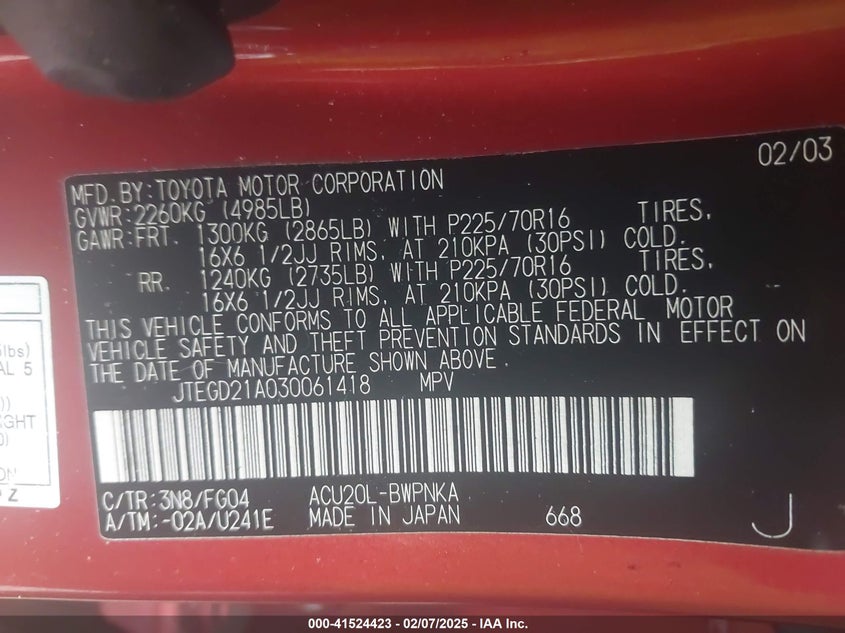 02/03
MFD.BY:TOYOTA MOTOR CORPORATION
GVWR:2260KG (4985LB)
GAWR:FRT. 1300KG (2865LB) WITH P225/70R16 TIRES,
16X6 1/2JJ RIMS, AT 210KPA (30PSI) COLD.
RR. 1240KG (2735LB) WITH P225/70R16 TIRES,
16X6 1/2JJ RIMS, AT 210KPA (30PSI) COLD.
THIS VEHICLE CONFORMS TO ALL APPLICABLE FEDERAL MOTOR
VEHICLE SAFETY AND THEFT PREVENTION STANDARDS IN EFFECT ON
THE DATE OF MANUFACTURE SHOWN ABOVE.
JTEGD21A030061418 MPV
C/TR:3N8/FG04 ACU20L-BWPNKA
A/TM:-02A/U241E MADE IN JAPAN 668 J
lbs)
AL 5
000-41524423 - 02/07/2025 - IAA Inc.